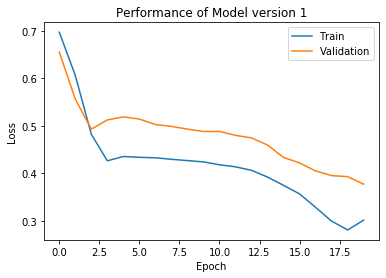 Performance of Model version 1
Train
Validation
Loss
0.7
0.6
0.5
0.4
0.3
0.0 2.5 5.0 7.5 10.0 12.5 15.0 17.5
Epoch